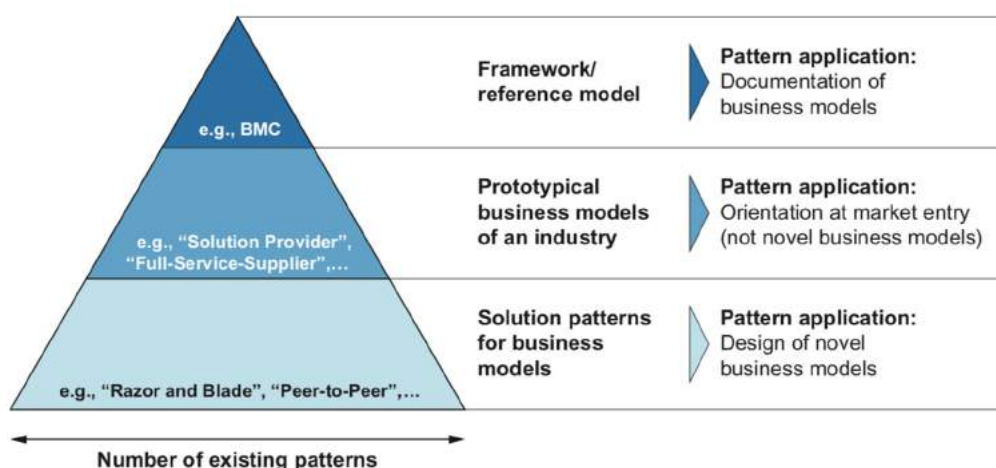 e.g., BMC
Framework/
reference model
Pattern application:
Documentation of
business models
e.g., “Solution Provider”,
“Full-Service-Supplier”,...
Prototypical
business models
of an industry
Pattern application:
Orientation at market entry
(not novel business models)
e.g., “Razor and Blade”, “Peer-to-Peer”,...
Solution patterns
for business
models
Pattern application:
Design of novel
business models
Number of existing patterns